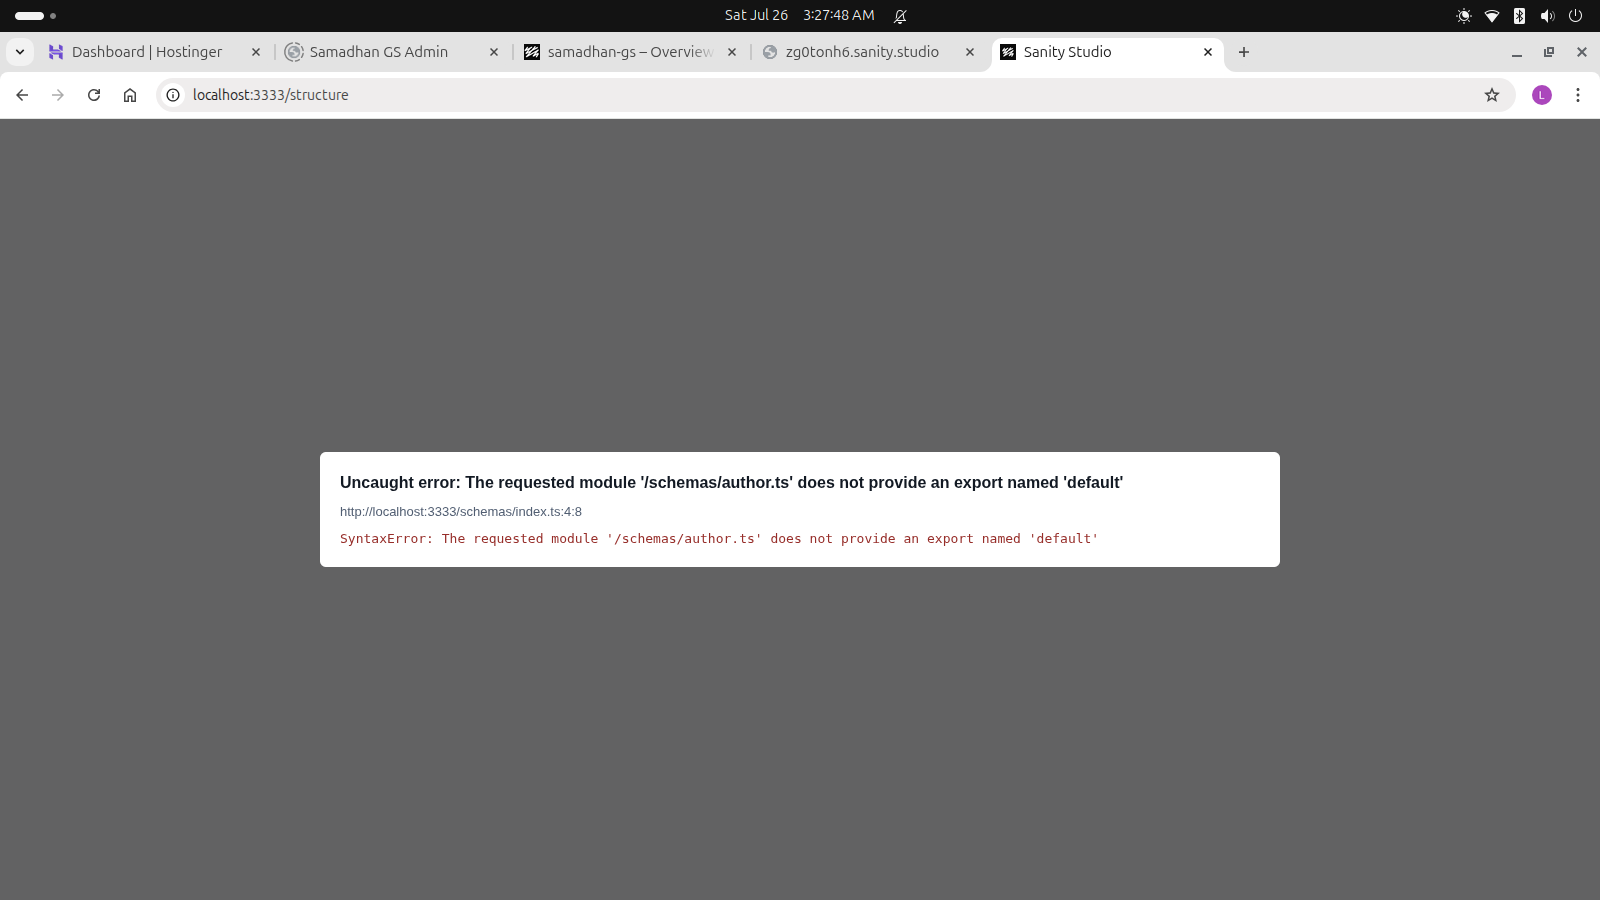 Sat Jul 26 3:27:48 AM
Dashboard | Hostinger
Samadhan GS Admin
samadhan-gs – Overview
zg0tonh6.sanity.studio
Sanity Studio
localhost:3333/structure
L
Uncaught error: The requested module '/schemas/author.ts' does not provide an export named 'default'
http://localhost:3333/schemas/index.ts:4:8
SyntaxError: The requested module '/schemas/author.ts' does not provide an export named 'default'